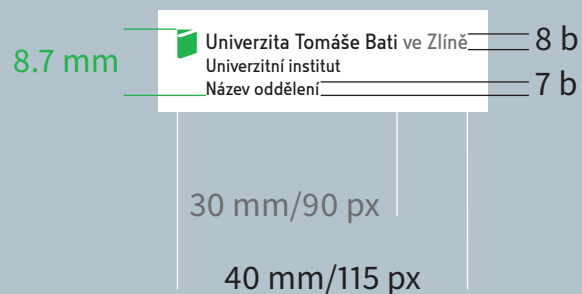 8.7 mm
Univerzita Tomáše Bati ve Zlíně
8 b
Univerzitní institut
Název oddělení
7 b
30 mm/90 px
40 mm/115 px